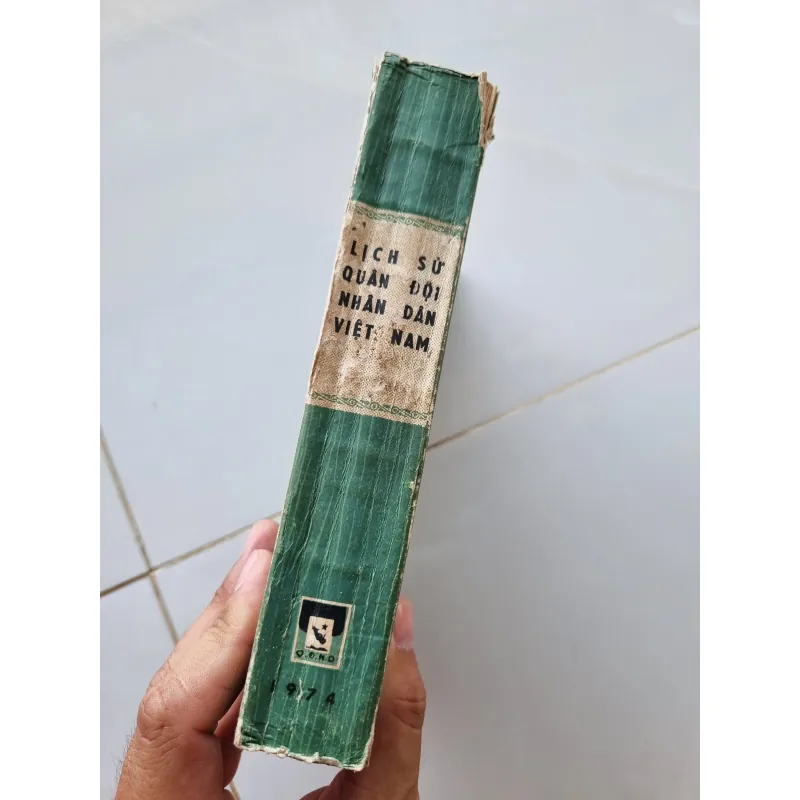 LỊCH SỬ
QUÂN ĐỘI
NHÂN DÂN
VIỆT NAM
Q.Đ.N.D
1974